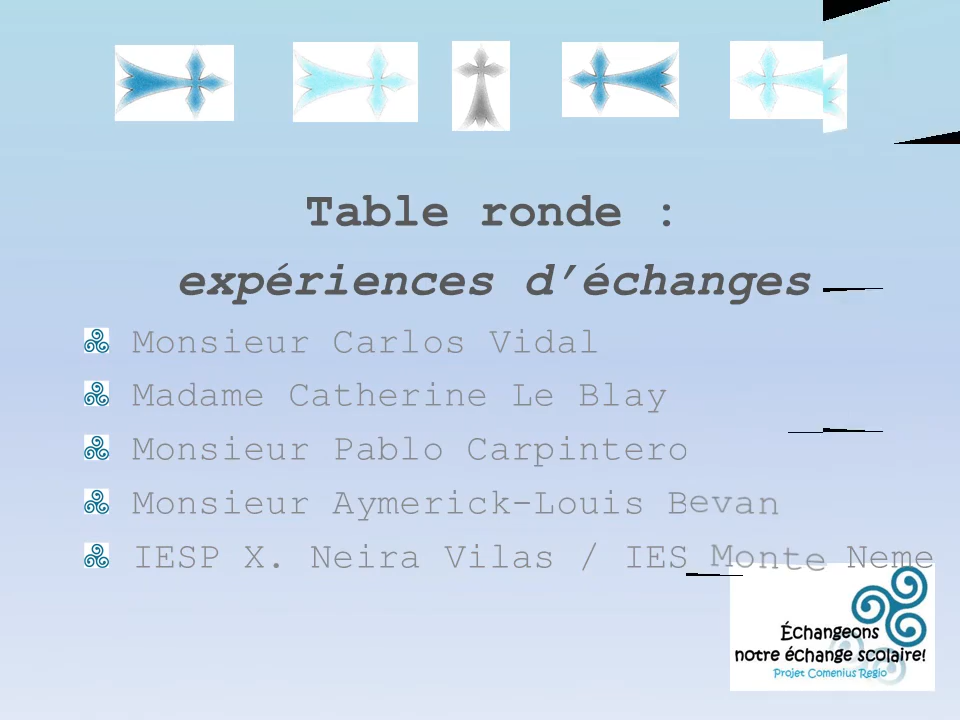 Table ronde :
expériences d’échanges
Monsieur Carlos Vidal
Madame Catherine Le Blay
Monsieur Pablo Carpintero
Monsieur Aymerick-Louis Bevan
IESP X. Neira Vilas / IES Monte Neme
Échangeons
notre échange scolaire!
Projet Comenius Regio